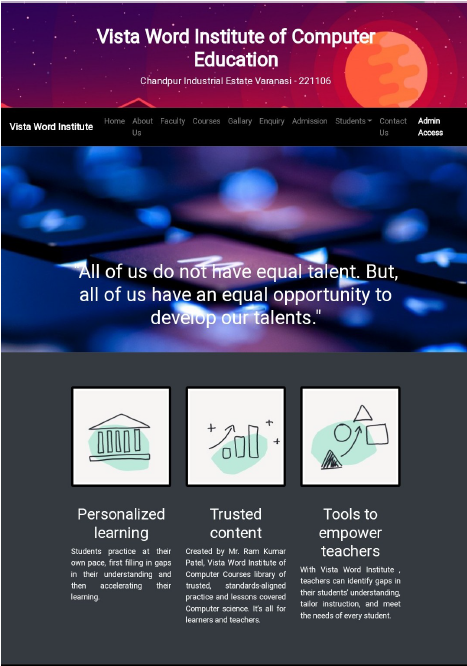 Vista Word Institute of Computer
Education
Chandpur Industrial Estate Varanasi - 221106
Vista Word Institute
Home
About
Us
Faculty
Courses
Gallary
Enquiry
Admission
Students
Contact
Us
Admin
Access
"All of us do not have equal talent. But,
all of us have an equal opportunity to
develop our talents."
Personalized
learning
Students practice at their
own pace, first filling in gaps
in their understanding and
then accelerating their
learning.
Trusted
content
Created by Mr. Ram Kumar
Patel, Vista Word Institute of
Computer Courses library of
trusted, standards-aligned
practice and lessons covered
Computer science. It's all for
learners and teachers.
Tools to
empower
teachers
With Vista Word Institute ,
teachers can identify gaps in
their students' understanding,
tailor instruction, and meet
the needs of every student.